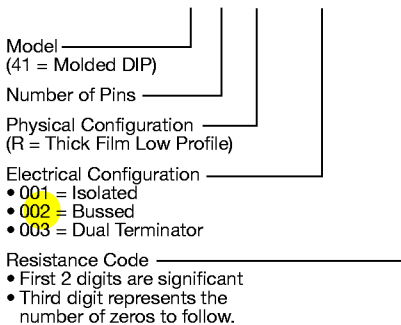 Model
(41 = Molded DIP)
Number of Pins
Physical Configuration
(R = Thick Film Low Profile)
Electrical Configuration
• 001 = Isolated
• 002 = Bussed
• 003 = Dual Terminator
Resistance Code
• First 2 digits are significant
• Third digit represents the
number of zeros to follow.